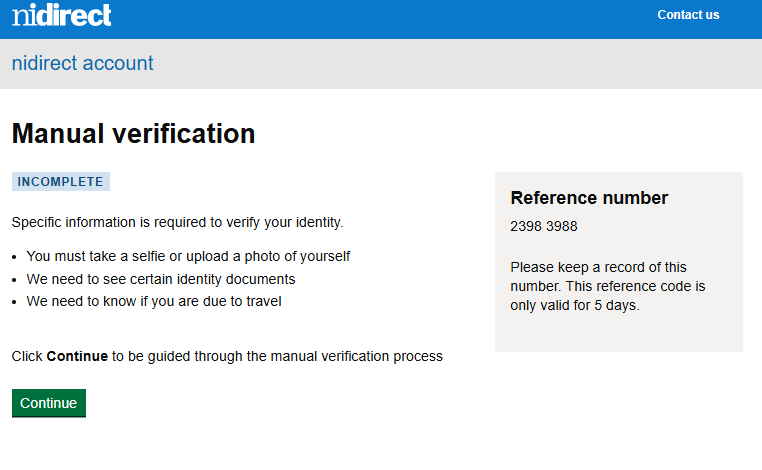 nidirect
Contact us
nidirect account
Manual verification
INCOMPLETE
Specific information is required to verify your identity.
• You must take a selfie or upload a photo of yourself
• We need to see certain identity documents
• We need to know if you are due to travel
Click Continue to be guided through the manual verification process
Continue
Reference number
2398 3988
Please keep a record of this
number. This reference code is
only valid for 5 days.